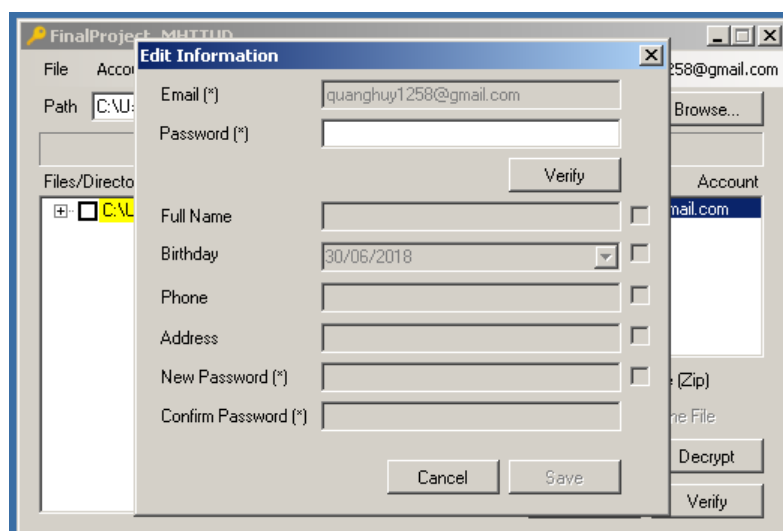 FinalProject_MHTTUD
Edit Information
File
258@gmail.com
Path C:\U
Browse...
Email (*) quanghuy1258@gmail.com
Password (*)
Verify
Files/Directo
Account
C:\U
mail.com
Full Name
Birthday 30/06/2018
Phone
Address
New Password (*)
(Zip)
Confirm Password (*)
ne File
Cancel Save
Decrypt
Verify